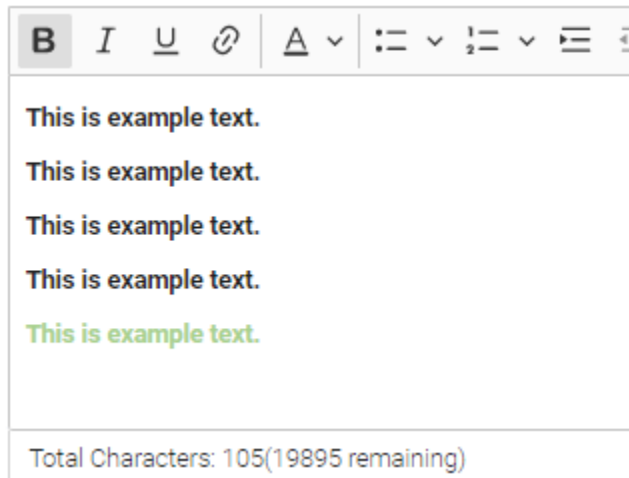 B I U A
This is example text.
This is example text.
This is example text.
This is example text.
This is example text.
Total Characters: 105(19895 remaining)